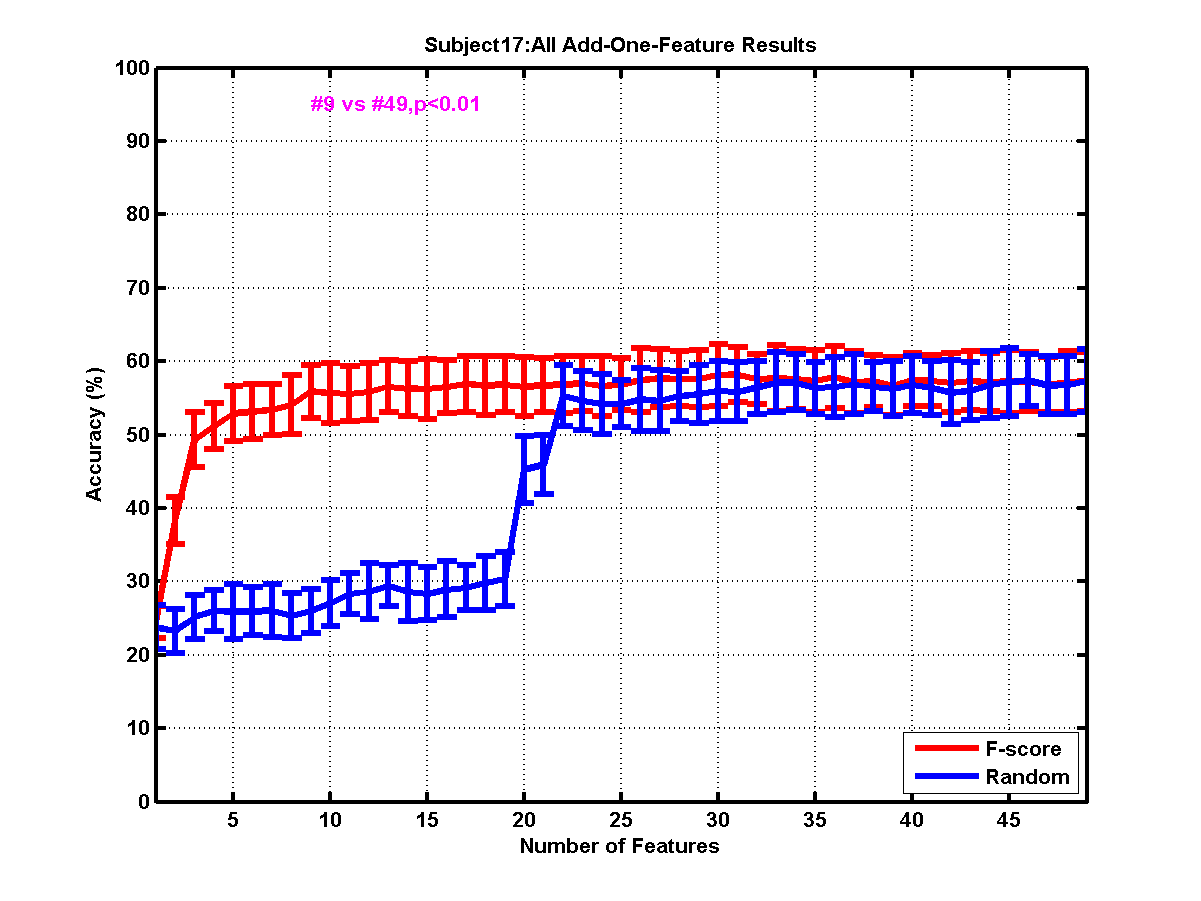 Subject17:All Add-One-Feature Results
#9 vs #49,p<0.01
100
90
80
70
60
50
40
30
20
10
0
Accuracy (%)
5 10 15 20 25 30 35 40 45
Number of Features
F-score
Random